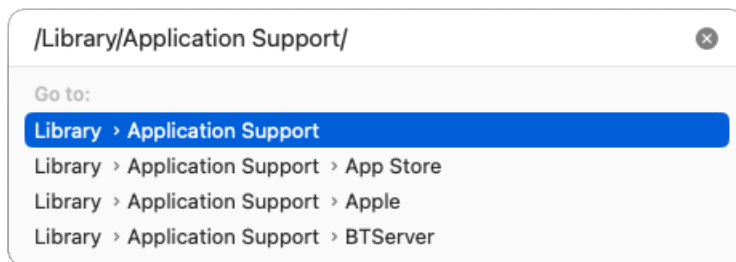 /Library/Application Support/
Go to:
Library › Application Support
Library › Application Support › App Store
Library › Application Support › Apple
Library › Application Support › BTServer